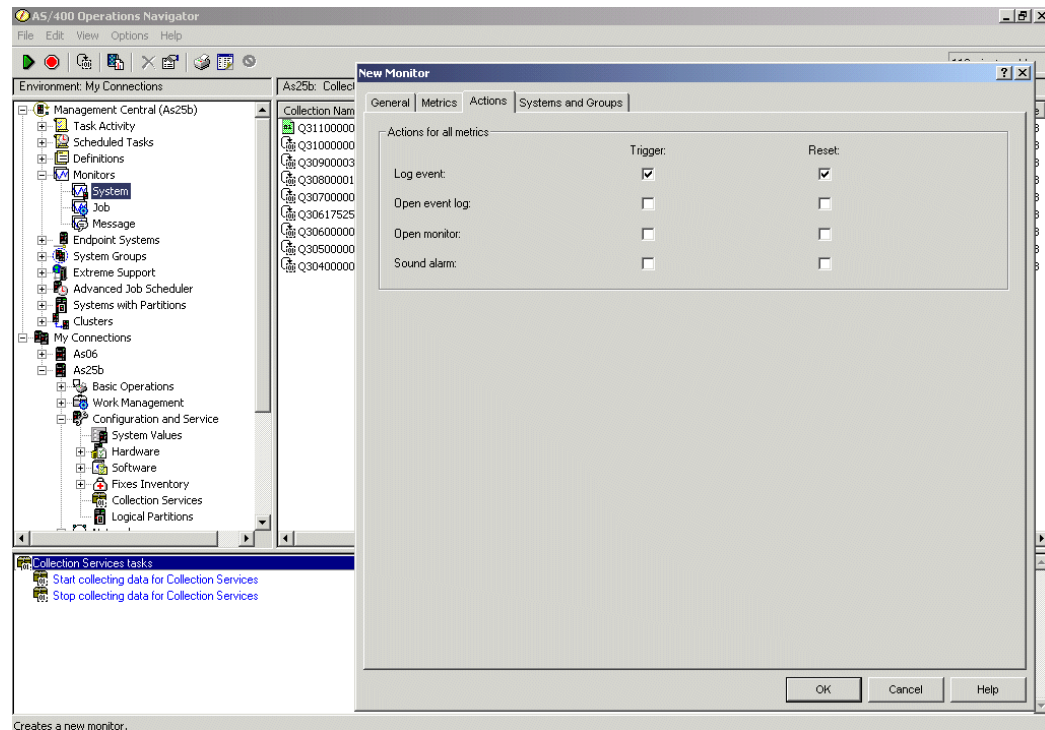 AS/400 Operations Navigator
File Edit View Options Help
Environment: My Connections
As25b: Collec
Management Central (As25b)
Task Activity
Scheduled Tasks
Definitions
Monitors
System
Job
Message
Endpoint Systems
System Groups
Extreme Support
Advanced Job Scheduler
Systems with Partitions
Clusters
My Connections
As06
As25b
Basic Operations
Work Management
Configuration and Service
System Values
Hardware
Software
Fixes Inventory
Collection Services
Logical Partitions
Collection Nam
Q31100000
Q31000000
Q30900003
Q30800001
Q30700000
Q30617525
Q30600000
Q30500000
Q30400000
New Monitor
General Metrics Actions Systems and Groups
Actions for all metrics
Trigger: Reset:
Log event:
Open event log:
Open monitor:
Sound alarm:
OK Cancel Help
Collection Services tasks
Start collecting data for Collection Services
Stop collecting data for Collection Services
Creates a new monitor.